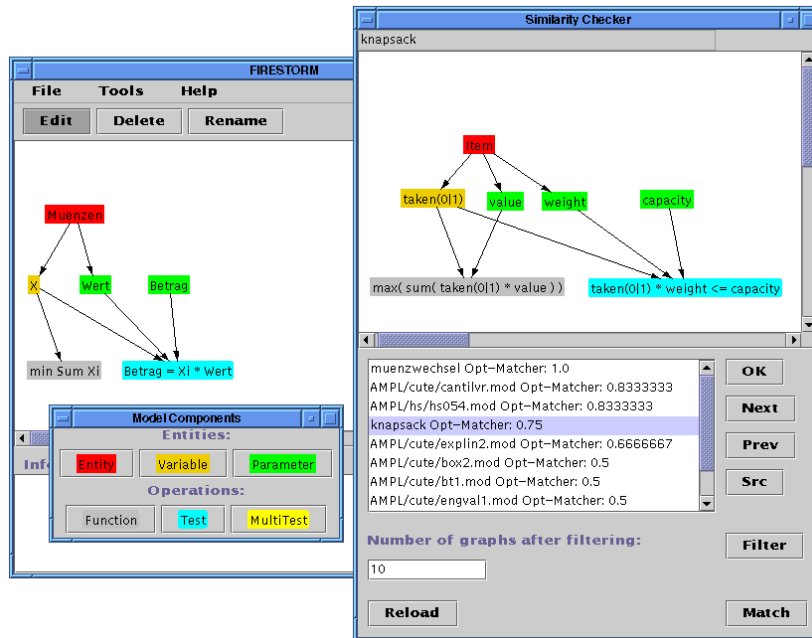 FIRESTORM
File Tools Help
Edit Delete Rename
Muenzen
X Wert Betrag
min Sum Xi Betrag = Xi * Wert
Model Components
Entities:
Entity Variable Parameter
Operations:
Function Test MultiTest
Similarity Checker
knapsack
Item
taken(0|1) value weight capacity
max( sum( taken(0|1) * value ) ) taken(0|1) * weight <= capacity
muenzwechsel Opt-Matcher: 1.0
AMPL/cute/cantilvr.mod Opt-Matcher: 0.8333333
AMPL/hs/hs054.mod Opt-Matcher: 0.8333333
knapsack Opt-Matcher: 0.75
AMPL/cute/explin2.mod Opt-Matcher: 0.6666667
AMPL/cute/box2.mod Opt-Matcher: 0.5
AMPL/cute/bt1.mod Opt-Matcher: 0.5
AMPL/cute/engval1.mod Opt-Matcher: 0.5
OK
Next
Prev
Src
Number of graphs after filtering:
Filter
10
Reload Match